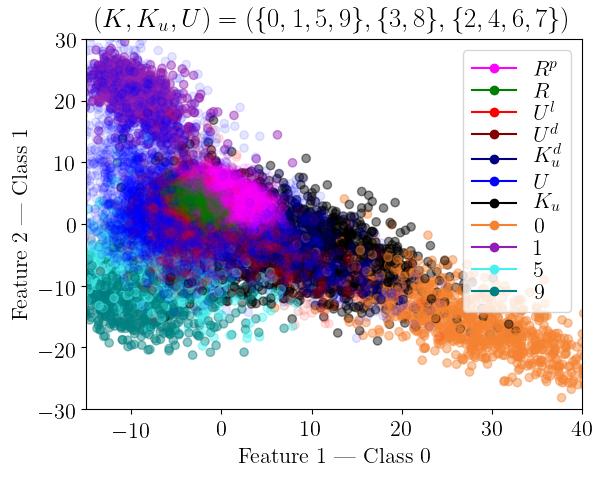 (K, K_u, U) = ({0, 1, 5, 9}, {3, 8}, {2, 4, 6, 7})
30
20
10
0
−10
−20
−30
Feature 2 — Class 1
R^p
R
U^l
U^d
K_u^d
U
K_u
0
1
5
9
−10
0
10
20
30
40
Feature 1 — Class 0